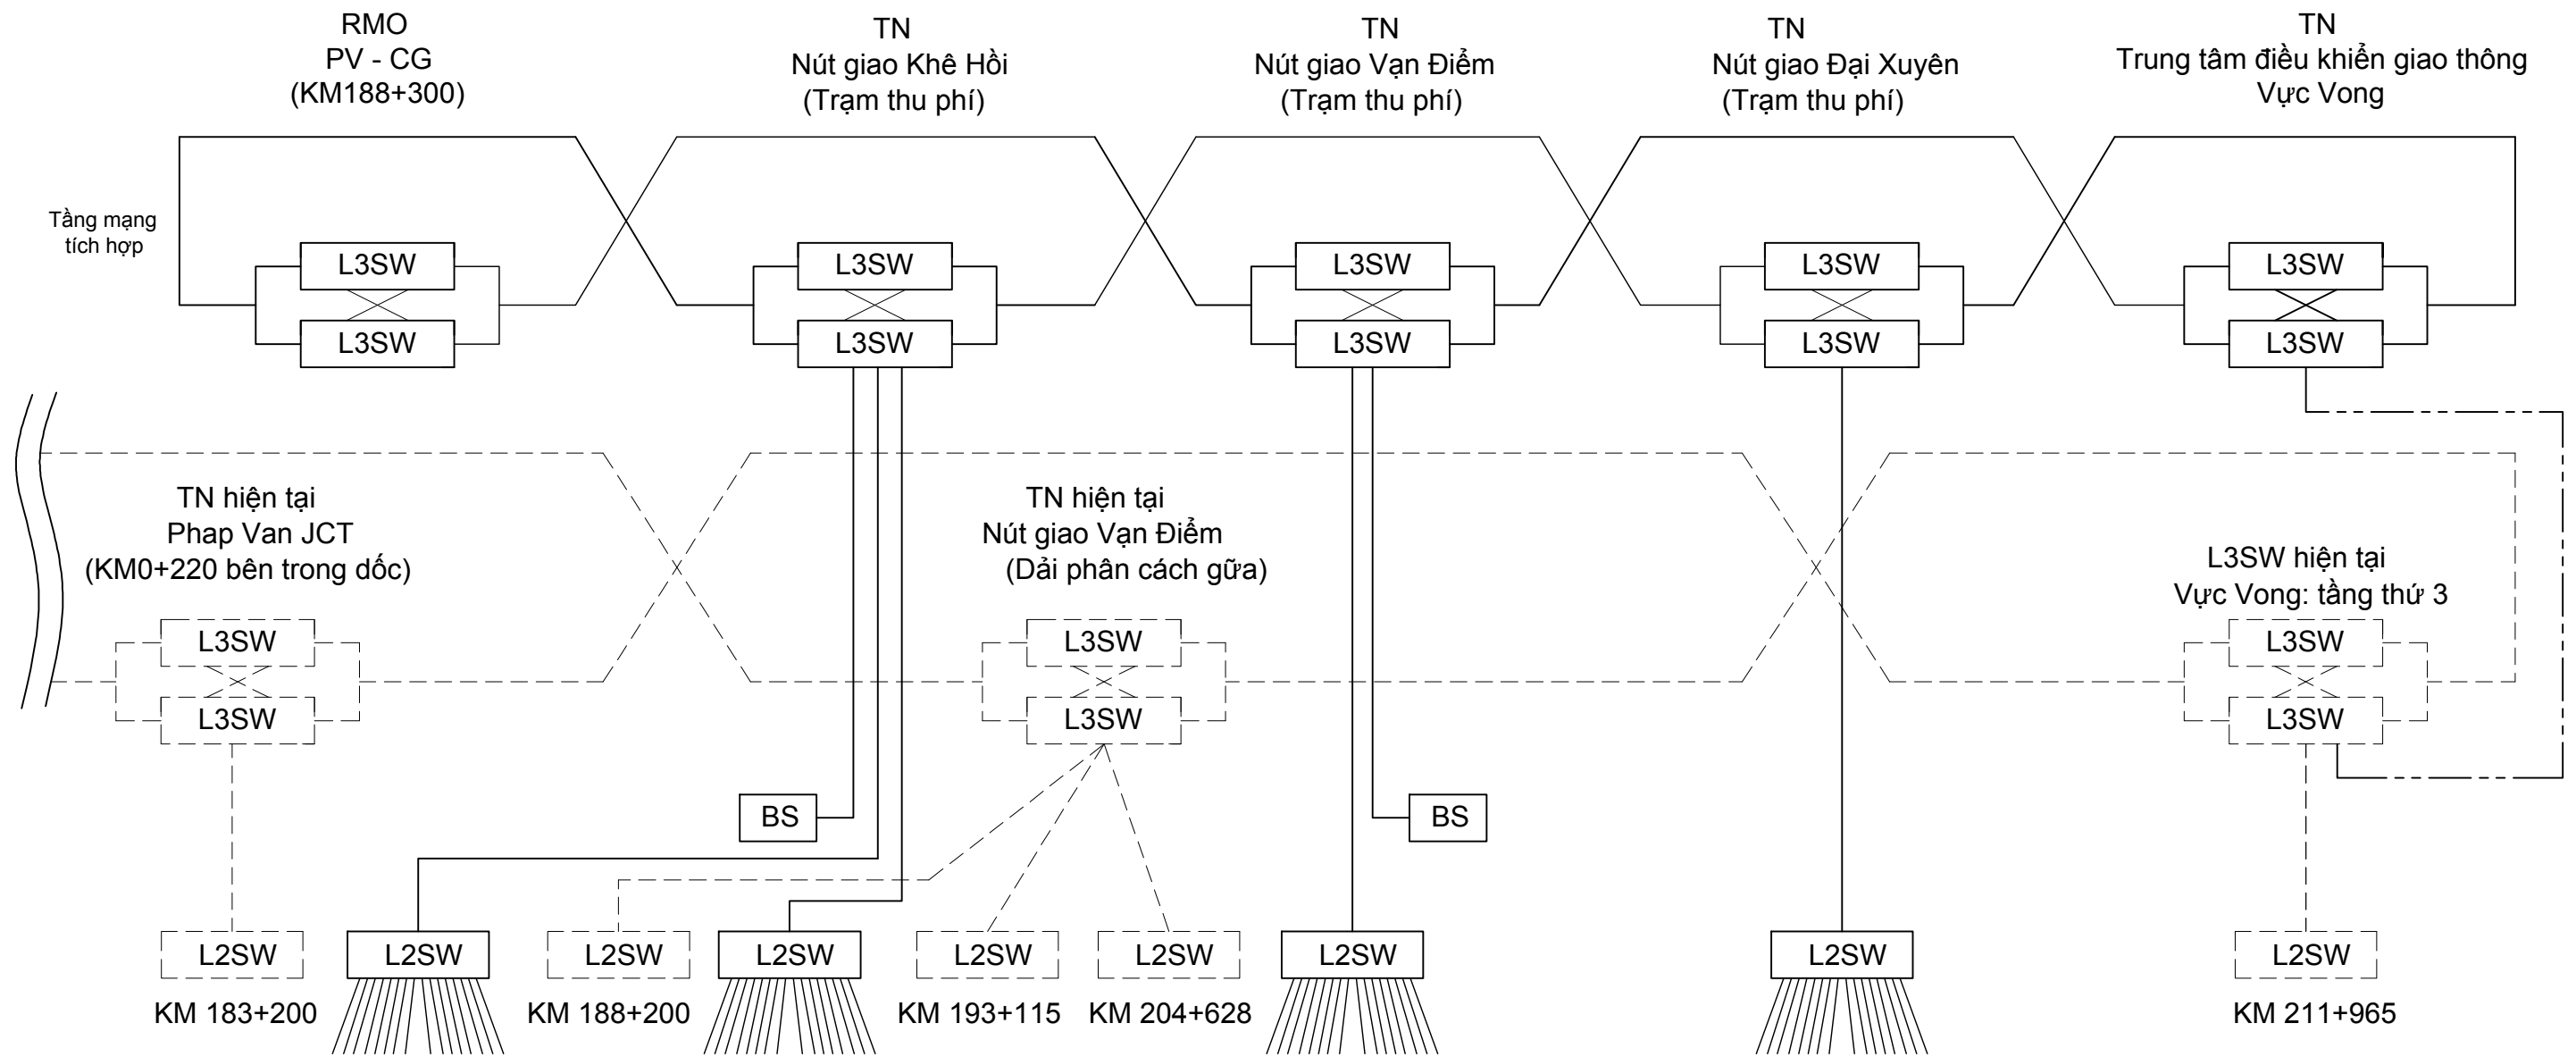 RMO
PV - CG
(KM188+300)
TN
Nút giao Khê Hồi
(Trạm thu phí)
TN
Nút giao Vạn Điểm
(Trạm thu phí)
TN
Nút giao Đại Xuyên
(Trạm thu phí)
TN
Trung tâm điều khiển giao thông
Vực Vong
Tầng mạng
tích hợp
L3SW
L3SW
L3SW
L3SW
L3SW
L3SW
L3SW
L3SW
L3SW
L3SW
TN hiện tại
Phap Van JCT
(KM0+220 bên trong dốc)
TN hiện tại
Nút giao Vạn Điểm
(Dải phân cách gữa)
L3SW hiện tại
Vực Vong: tầng thứ 3
L3SW
L3SW
L3SW
L3SW
L3SW
L3SW
BS
BS
L2SW
L2SW
L2SW
L2SW
L2SW
L2SW
L2SW
L2SW
L2SW
KM 183+200
KM 188+200
KM 193+115
KM 204+628
KM 211+965